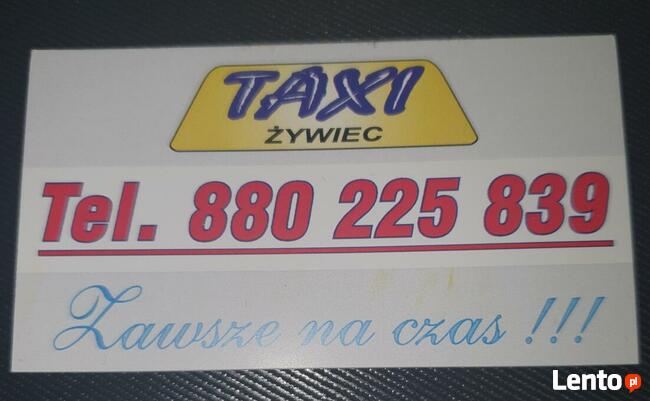 TAXI
ŻYWIEC
Tel. 880 225 839
Zawsze na czas !!!
Lento.pl